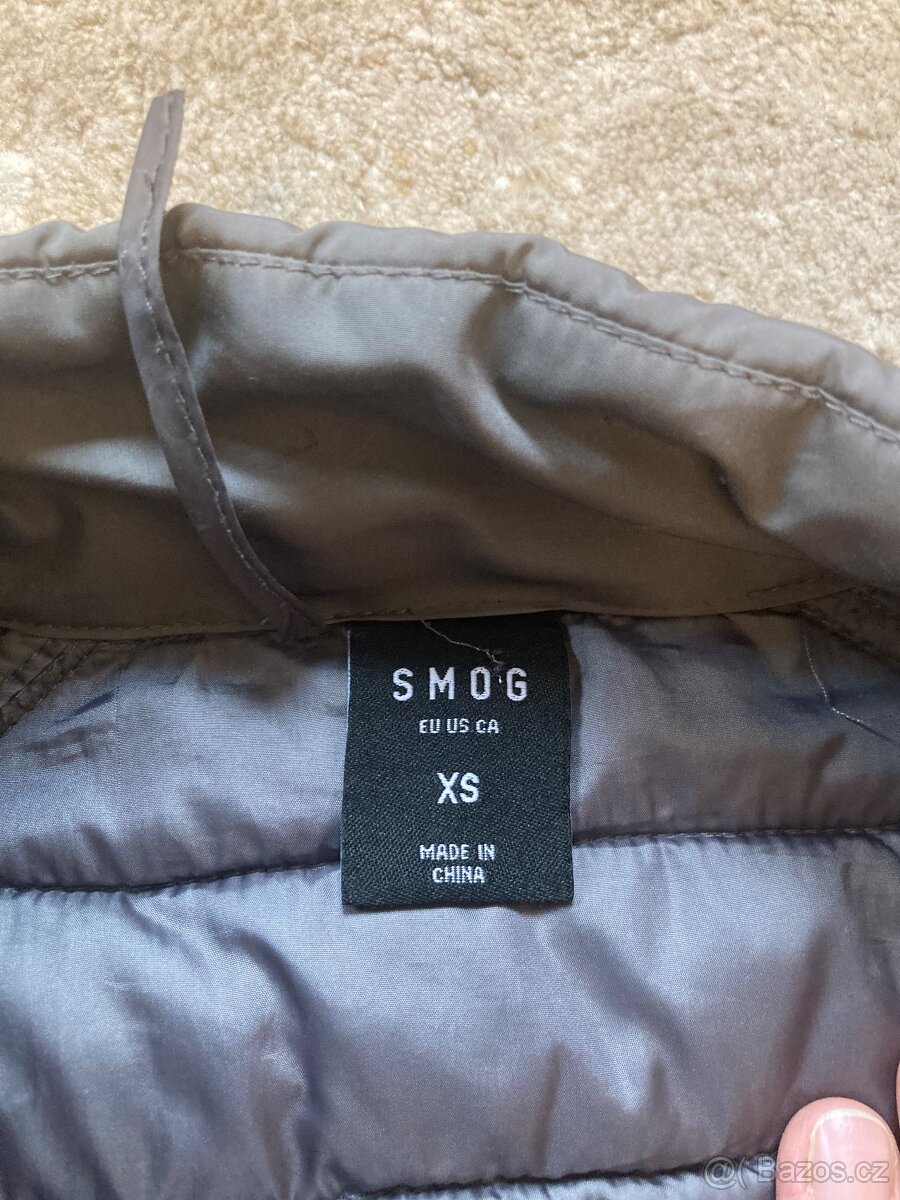 SMOG
EU US CA
XS
MADE IN
CHINA
Bazos.cz